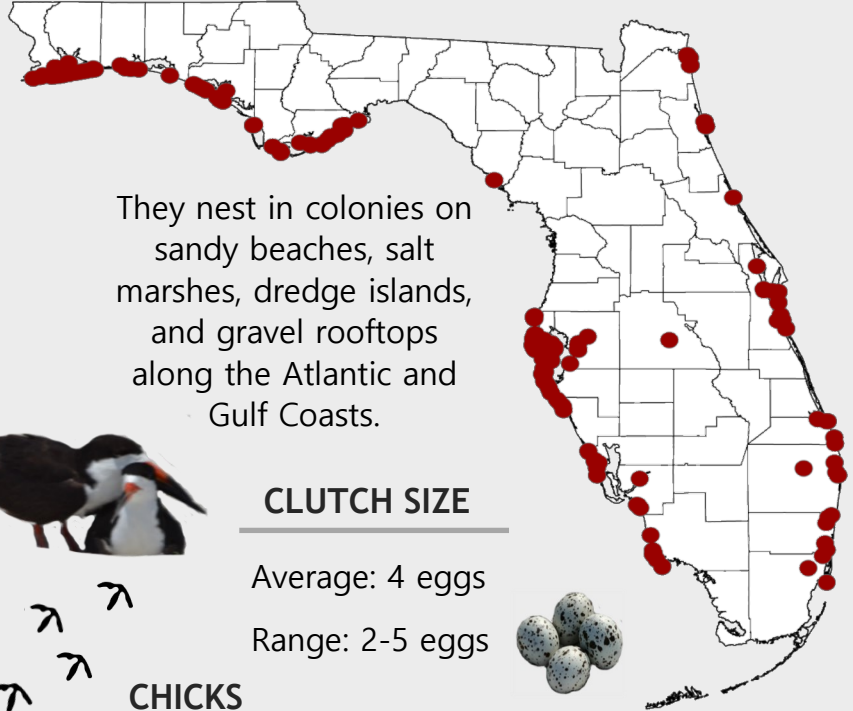 They nest in colonies on
sandy beaches, salt
marshes, dredge islands,
and gravel rooftops
along the Atlantic and
Gulf Coasts.
CLUTCH SIZE
Average: 4 eggs
Range: 2-5 eggs
CHICKS